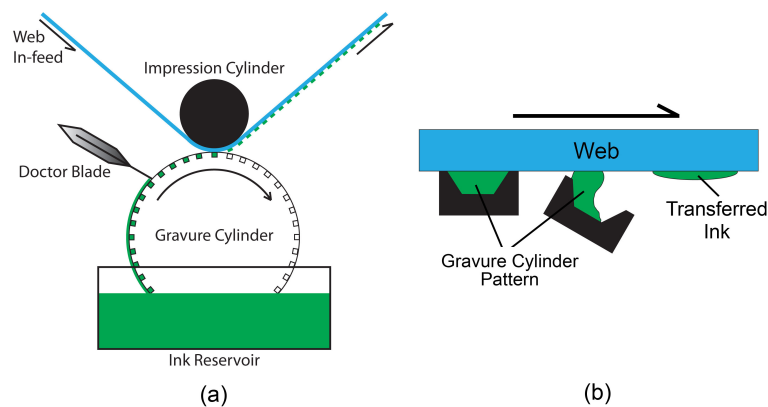 Web
In-feed
Impression Cylinder
Doctor Blade
Gravure Cylinder
Ink Reservoir
(a)
Web
Transferred
Ink
Gravure Cylinder
Pattern
(b)